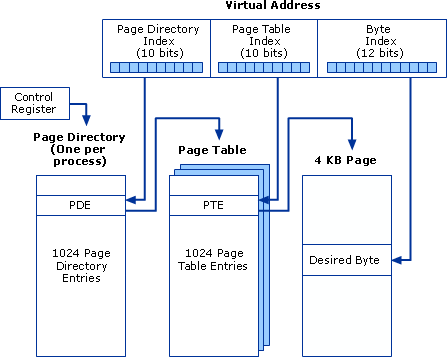 Virtual Address
Page Directory
Index
(10 bits)
Page Table
Index
(10 bits)
Byte
Index
(12 bits)
Control
Register
Page Directory
(One per
process)
Page Table
4 KB Page
PDE
PTE
1024 Page
Directory
Entries
1024 Page
Table Entries
Desired Byte